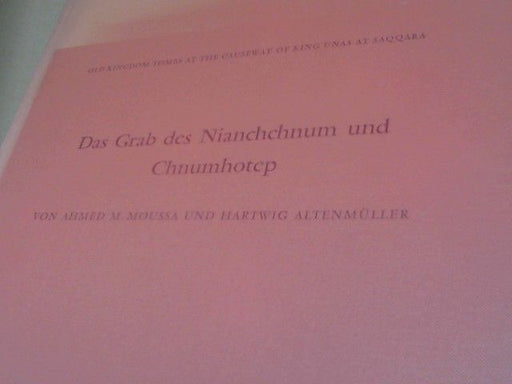 OLD KINGDOM TOMBS AT THE CAUSEWAY OF KING UNAS AT SAQQARA
Das Grab des Nianchchnum und
Chnumhotep
VON AHMED M. MOUSSA UND HARTWIG ALTENMÜLLER